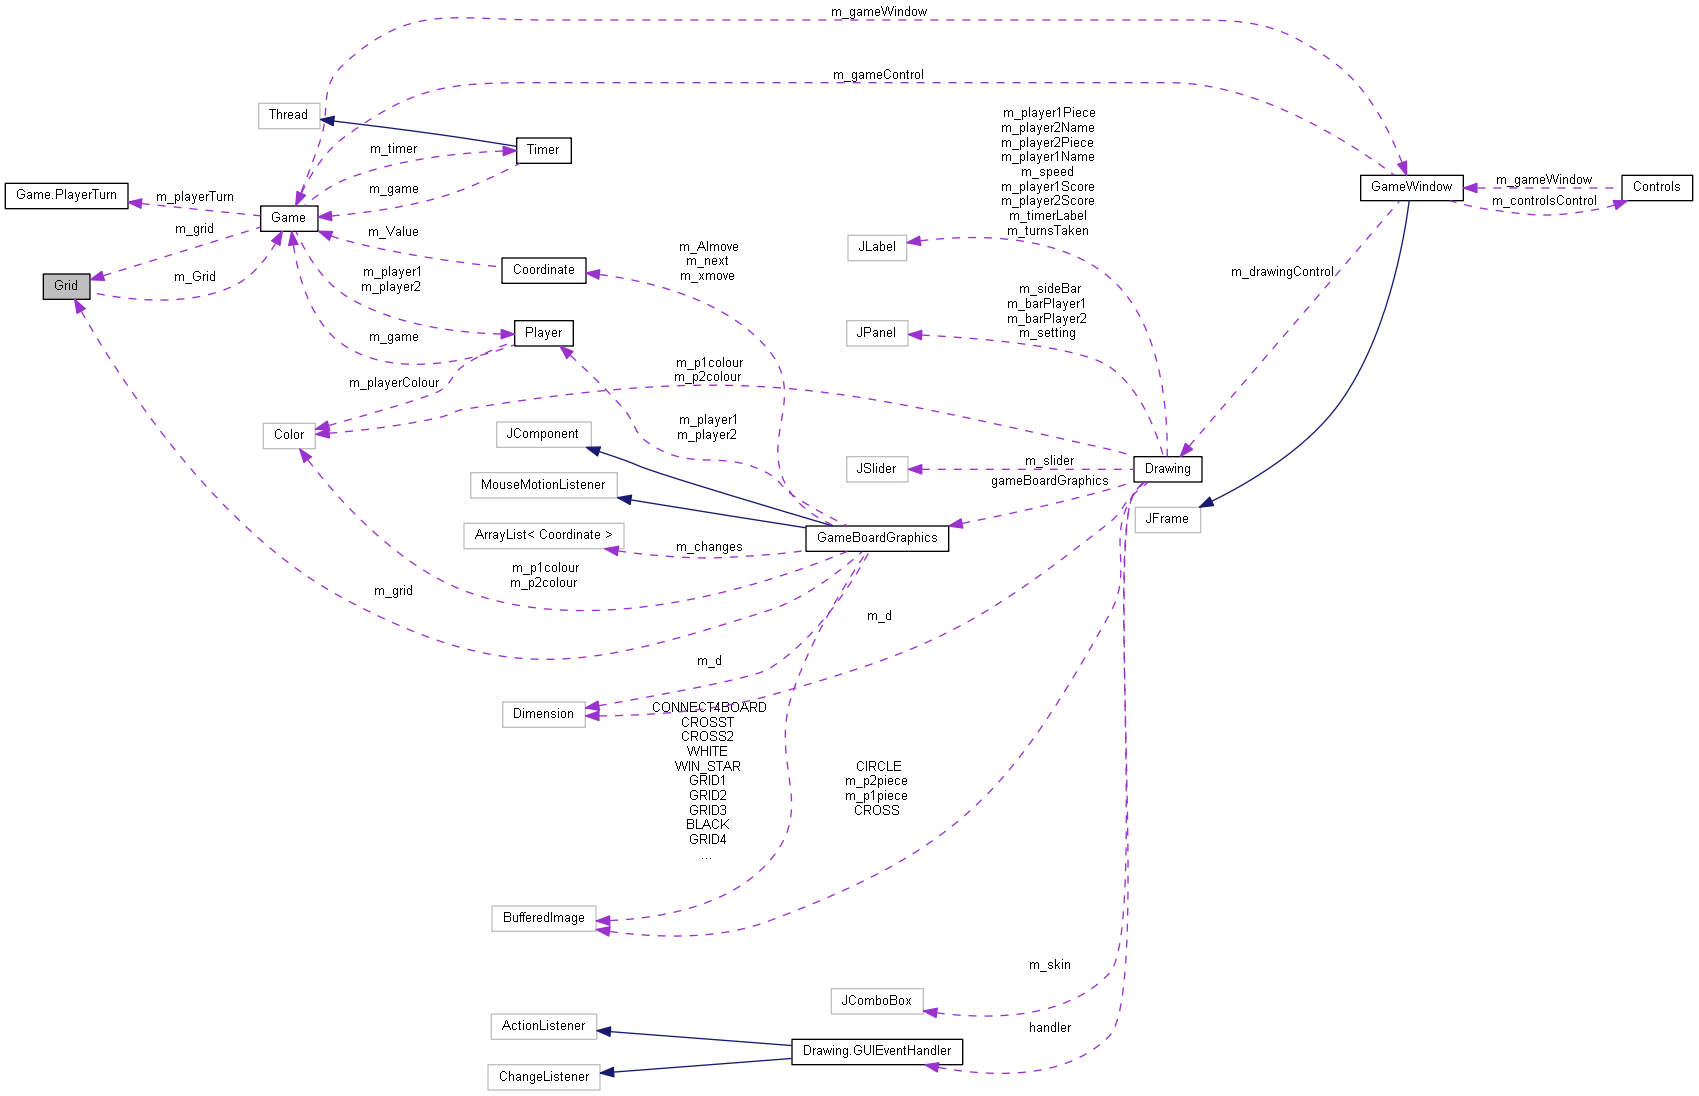 m_gameWindow
m_gameControl
Thread
m_player1Piece
m_player2Name
m_player2Piece
m_player1Name
m_speed
m_player1Score
m_player2Score
m_timerLabel
m_turnsTaken
Timer
m_timer
m_game
Game.PlayerTurn
m_playerTurn
GameWindow
m_gameWindow
m_controlsControl
Controls
Game
m_grid
m_Value
JLabel
m_AImove
m_next
m_xmove
Coordinate
m_Grid
Grid
m_player1
m_player2
m_drawingControl
m_sideBar
m_barPlayer1
m_barPlayer2
m_setting
JPanel
Player
m_game
m_playerColour
m_p1colour
m_p2colour
Color
m_player1
m_player2
JComponent
m_slider
JSlider
Drawing
gameBoardGraphics
MouseMotionListener
JFrame
ArrayList< Coordinate >
m_changes
GameBoardGraphics
m_p1colour
m_p2colour
m_grid
m_d
m_d
Dimension
CONNECT4BOARD
CROSST
CROSS2
WHITE
WIN_STAR
GRID1
GRID2
GRID3
BLACK
GRID4
...
CIRCLE
m_p2piece
m_p1piece
CROSS
BufferedImage
m_skin
JComboBox
handler
ActionListener
Drawing.GUIEventHandler
ChangeListener